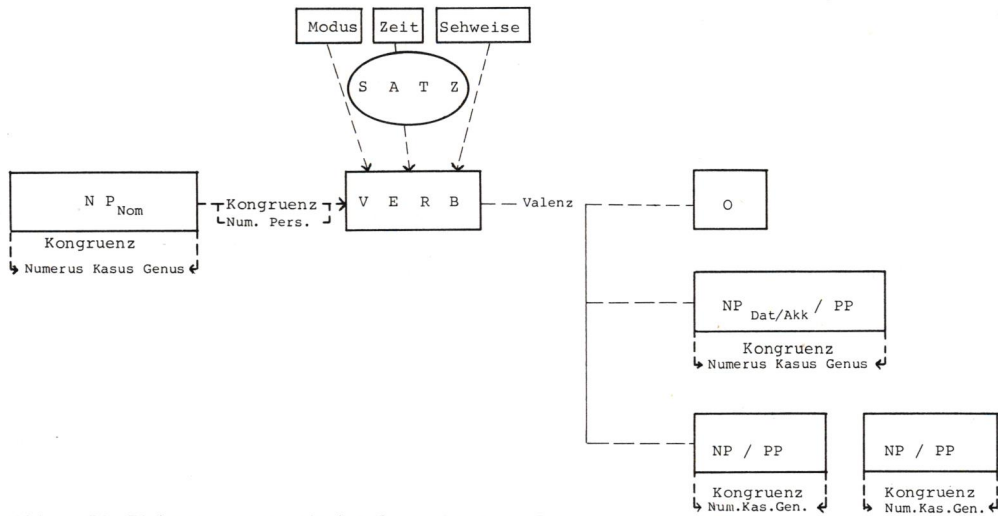 Modus Zeit Sehweise
S A T Z
N P Nom
Kongruenz
Numerus Kasus Genus
Kongruenz
Num. Pers.
V E R B
Valenz
O
NP Dat/Akk / PP
Kongruenz
Numerus Kasus Genus
NP / PP
Kongruenz
Num.Kas.Gen.
NP / PP
Kongruenz
Num.Kas.Gen.